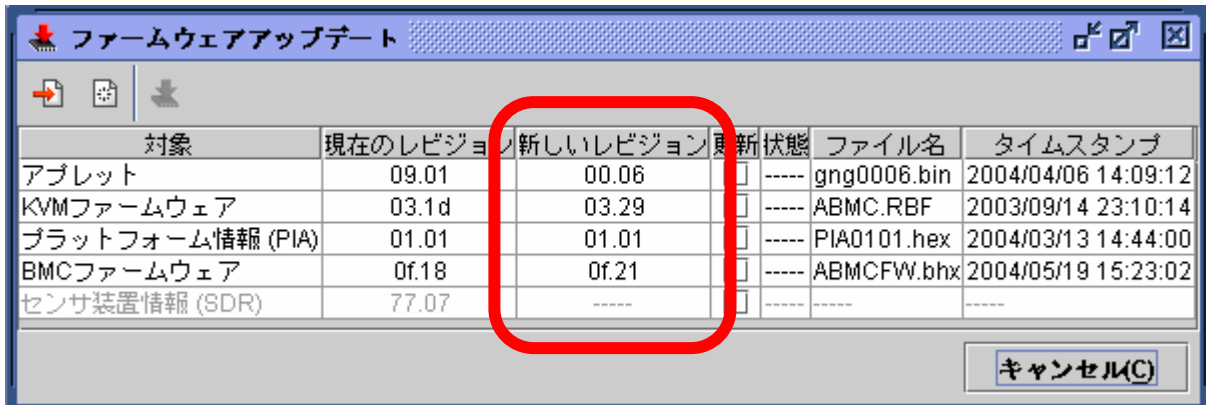 ファームウェアアップデート
対象 現在のレビジョン 新しいレビジョン 更新 状態 ファイル名 タイムスタンプ
アプレット 09.01 00.06 ----- gng0006.bin 2004/04/06 14:09:12
KVMファームウェア 03.1d 03.29 ----- ABMC.RBF 2003/09/14 23:10:14
プラットフォーム情報 (PIA) 01.01 01.01 ----- PIA0101.hex 2004/03/13 14:44:00
BMCファームウェア 0f.18 0f.21 ----- ABMCFW.bhx 2004/05/19 15:23:02
センサ装置情報 (SDR) 77.07 ----- ----- ----- -----
キャンセル(C)